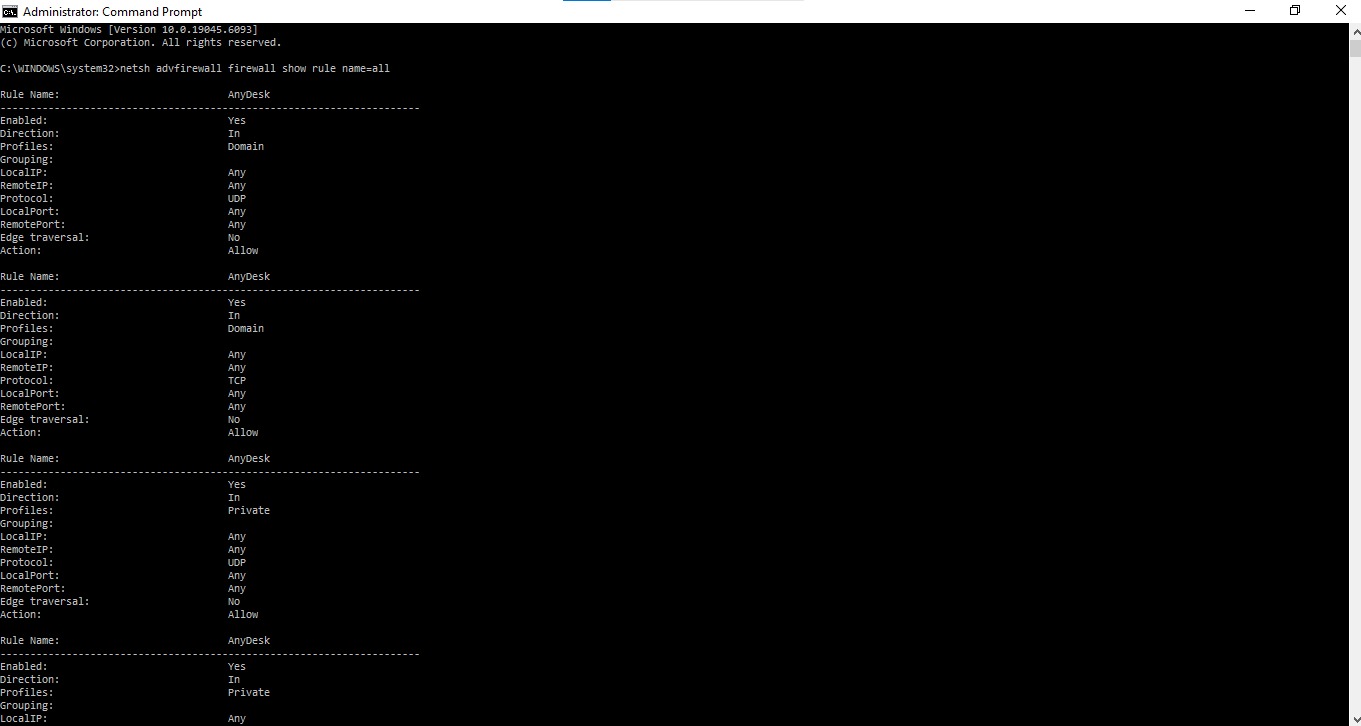 Administrator: Command Prompt
Microsoft Windows [Version 10.0.19045.6093]
(c) Microsoft Corporation. All rights reserved.
C:\WINDOWS\system32>netsh advfirewall firewall show rule name=all
Rule Name: AnyDesk
----------------------------------------------------------------------
Enabled: Yes
Direction: In
Profiles: Domain
Grouping:
LocalIP: Any
RemoteIP: Any
Protocol: UDP
LocalPort: Any
RemotePort: Any
Edge traversal: No
Action: Allow
Rule Name: AnyDesk
----------------------------------------------------------------------
Enabled: Yes
Direction: In
Profiles: Domain
Grouping:
LocalIP: Any
RemoteIP: Any
Protocol: TCP
LocalPort: Any
RemotePort: Any
Edge traversal: No
Action: Allow
Rule Name: AnyDesk
----------------------------------------------------------------------
Enabled: Yes
Direction: In
Profiles: Private
Grouping:
LocalIP: Any
RemoteIP: Any
Protocol: UDP
LocalPort: Any
RemotePort: Any
Edge traversal: No
Action: Allow
Rule Name: AnyDesk
----------------------------------------------------------------------
Enabled: Yes
Direction: In
Profiles: Private
Grouping:
LocalIP: Any